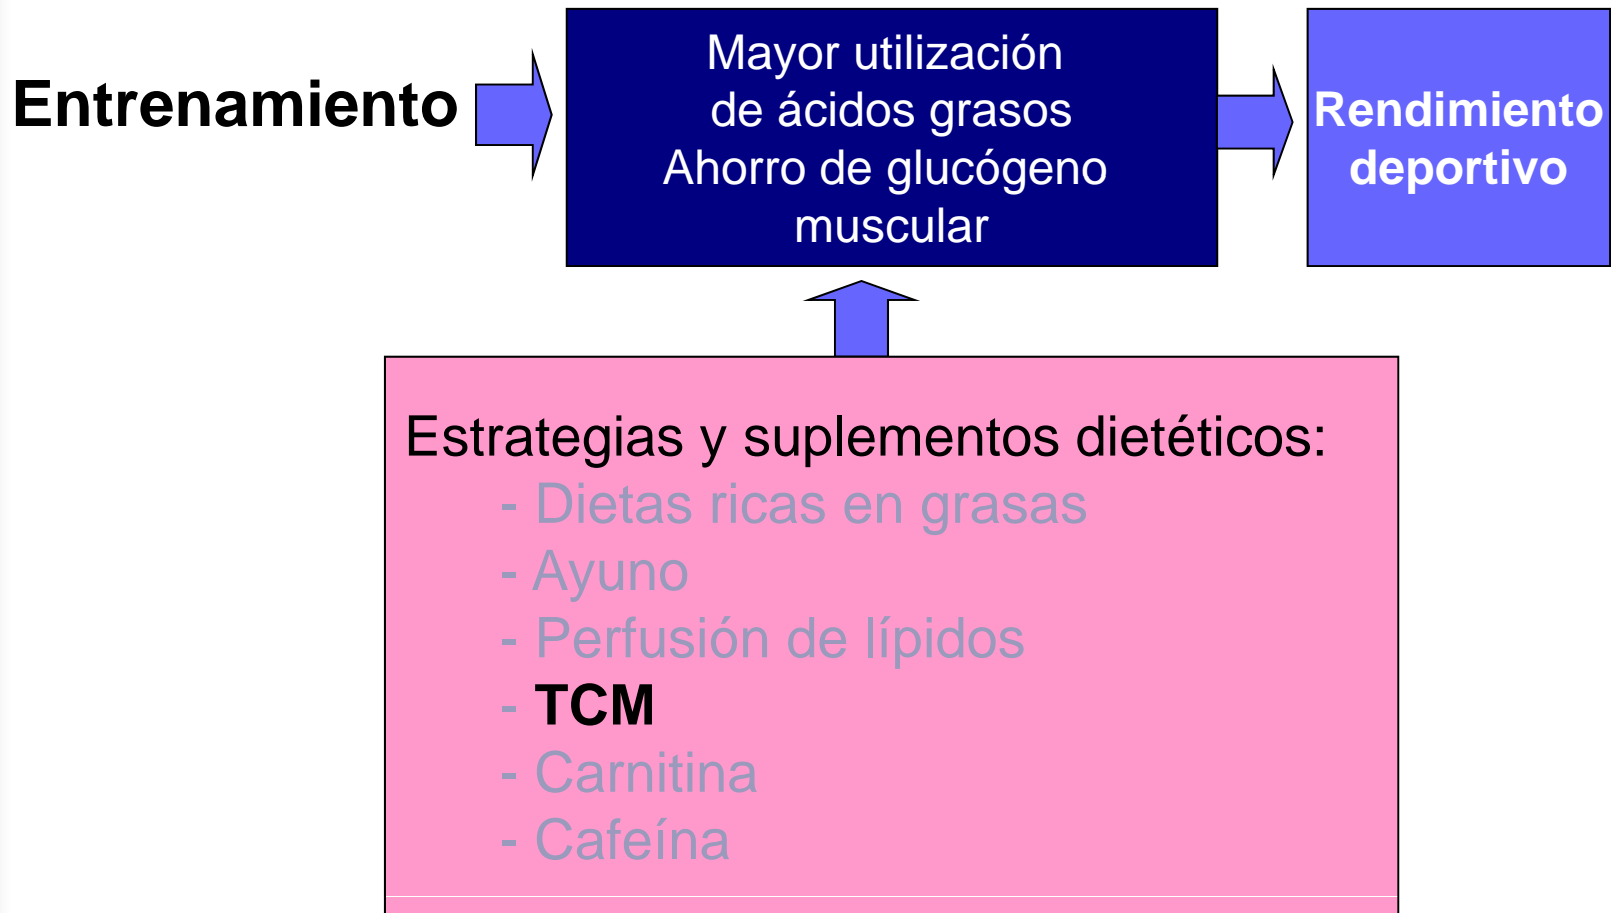 Entrenamiento
Mayor utilización
de ácidos grasos
Ahorro de glucógeno
muscular
Rendimiento
deportivo
Estrategias y suplementos dietéticos:
- Dietas ricas en grasas
- Ayuno
- Perfusión de lípidos
- TCM
- Carnitina
- Cafeína